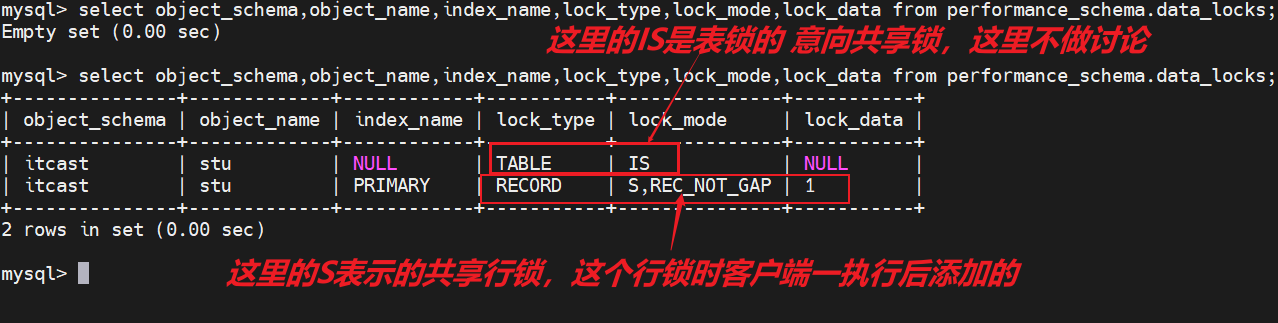 mysql> select object_schema,object_name,index_name,lock_type,lock_mode,lock_data from performance_schema.data_locks;
Empty set (0.00 sec)
这里的IS是表锁的 意向共享锁，这里不做讨论
mysql> select object_schema,object_name,index_name,lock_type,lock_mode,lock_data from performance_schema.data_locks;
+---------------+-------------+------------+-----------+---------------+-----------+
| object_schema | object_name | index_name | lock_type | lock_mode     | lock_data |
+---------------+-------------+------------+-----------+---------------+-----------+
| itcast        | stu         | NULL       | TABLE     | IS            | NULL      |
| itcast        | stu         | PRIMARY    | RECORD    | S,REC_NOT_GAP | 1         |
+---------------+-------------+------------+-----------+---------------+-----------+
2 rows in set (0.00 sec)
这里的S表示的共享行锁，这个行锁时客户端一执行后添加的
mysql>